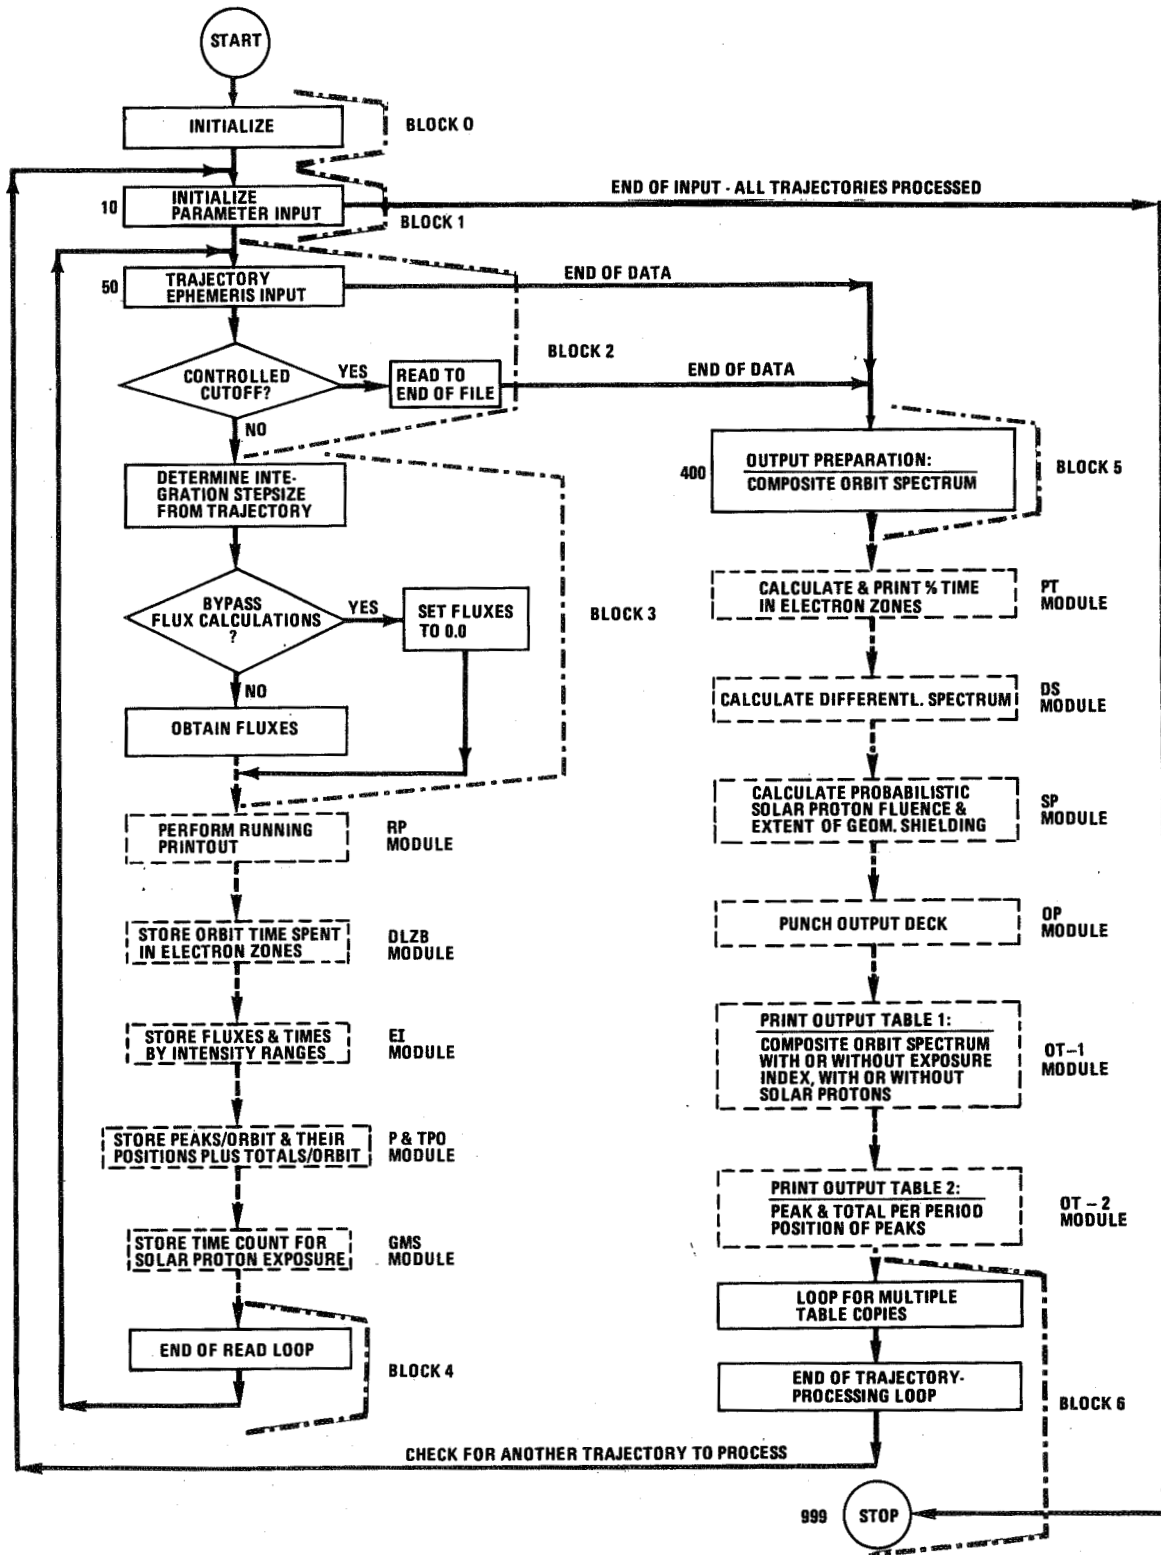 START
INITIALIZE
BLOCK 0
10
INITIALIZE
PARAMETER INPUT
BLOCK 1
END OF INPUT - ALL TRAJECTORIES PROCESSED
50
TRAJECTORY
EPHEMERIS INPUT
END OF DATA
CONTROLLED
CUTOFF?
YES
READ TO
END OF FILE
END OF DATA
BLOCK 2
NO
DETERMINE INTE-
GRATION STEPSIZE
FROM TRAJECTORY
BYPASS
FLUX CALCULATIONS
?
YES
SET FLUXES
TO 0.0
BLOCK 3
NO
OBTAIN FLUXES
PERFORM RUNNING
PRINTOUT
RP
MODULE
STORE ORBIT TIME SPENT
IN ELECTRON ZONES
DLZB
MODULE
STORE FLUXES & TIMES
BY INTENSITY RANGES
EI
MODULE
STORE PEAKS/ORBIT & THEIR
POSITIONS PLUS TOTALS/ORBIT
P & TPO
MODULE
STORE TIME COUNT FOR
SOLAR PROTON EXPOSURE
GMS
MODULE
END OF READ LOOP
BLOCK 4
400
OUTPUT PREPARATION:
COMPOSITE ORBIT SPECTRUM
BLOCK 5
CALCULATE & PRINT % TIME
IN ELECTRON ZONES
PT
MODULE
CALCULATE DIFFERENTL. SPECTRUM
DS
MODULE
CALCULATE PROBABILISTIC
SOLAR PROTON FLUENCE &
EXTENT OF GEOM. SHIELDING
SP
MODULE
PUNCH OUTPUT DECK
OP
MODULE
PRINT OUTPUT TABLE 1:
COMPOSITE ORBIT SPECTRUM
WITH OR WITHOUT EXPOSURE
INDEX, WITH OR WITHOUT
SOLAR PROTONS
OT-1
MODULE
PRINT OUTPUT TABLE 2:
PEAK & TOTAL PER PERIOD
POSITION OF PEAKS
OT - 2
MODULE
LOOP FOR MULTIPLE
TABLE COPIES
END OF TRAJECTORY-
PROCESSING LOOP
BLOCK 6
CHECK FOR ANOTHER TRAJECTORY TO PROCESS
999
STOP